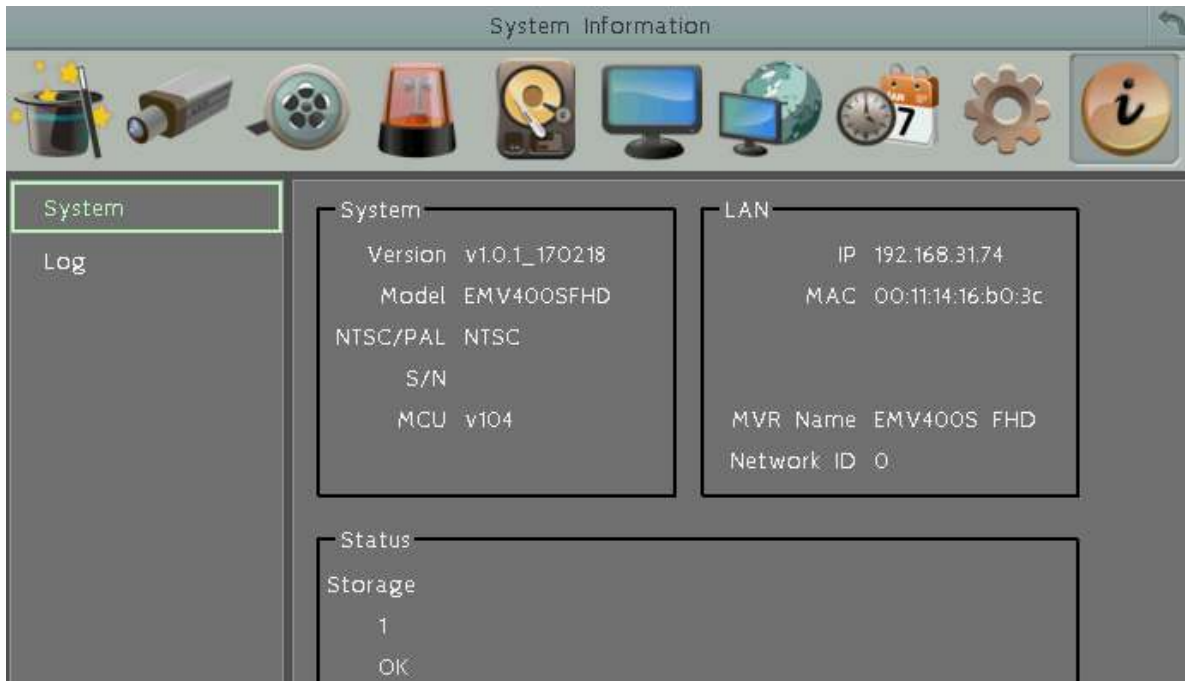 System Information
7
System
Log
System
Version v1.0.1_170218
Model EMV400SFHD
NTSC/PAL NTSC
S/N
MCU v104
LAN
IP 192.168.31.74
MAC 00:11:14:16:b0:3c
MVR Name EMV400S FHD
Network ID 0
Status
Storage
1
OK